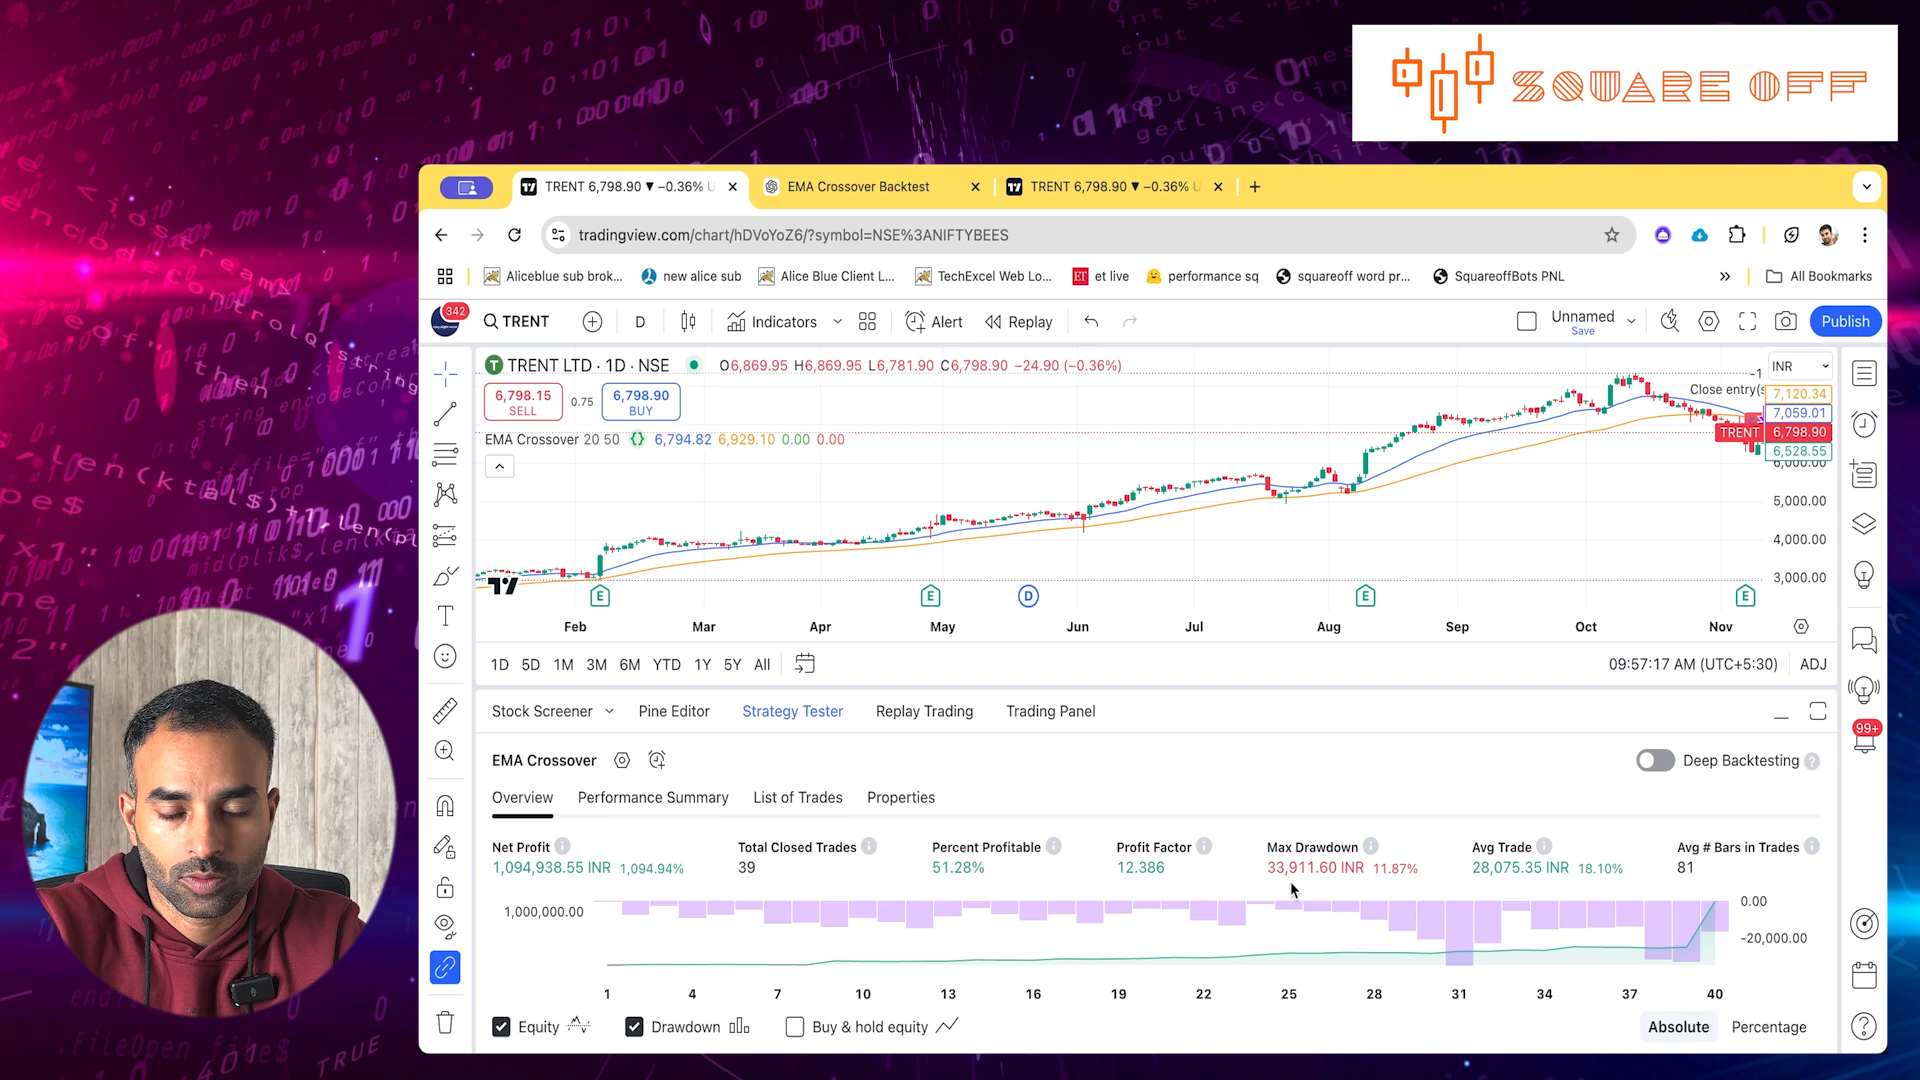 SQUARE OFF
TRENT 6,798.90 ▼ −0.36% U
EMA Crossover Backtest
TRENT 6,798.90 ▼ −0.36% U
tradingview.com/chart/hDVoYoZ6/?symbol=NSE%3ANIFTYBEES
Aliceblue sub brok...
new alice sub
Alice Blue Client L...
TechExcel Web Lo...
ET
et live
performance sq
squareoff word pr...
SquareoffBots PNL
All Bookmarks
342
TRENT
D
Indicators
Alert
Replay
Unnamed
Save
Publish
T
TRENT LTD · 1D · NSE
O6,869.95 H6,869.95 L6,781.90 C6,798.90 −24.90 (−0.36%)
6,798.15
SELL
0.75
6,798.90
BUY
EMA Crossover 20 50 {} 6,794.82 6,929.10 0.00 0.00
INR
−1
Close entry(s
7,120.34
7,059.01
TRENT 6,798.90
6,528.55
6,000.00
5,000.00
4,000.00
3,000.00
E
E
D
E
E
Feb Mar Apr May Jun Jul Aug Sep Oct Nov
1D 5D 1M 3M 6M YTD 1Y 5Y All
09:57:17 AM (UTC+5:30) ADJ
Stock Screener Pine Editor Strategy Tester Replay Trading Trading Panel
99+
EMA Crossover
Deep Backtesting
Overview Performance Summary List of Trades Properties
Net Profit
1,094,938.55 INR 1,094.94%
Total Closed Trades
39
Percent Profitable
51.28%
Profit Factor
12.386
Max Drawdown
33,911.60 INR 11.87%
Avg Trade
28,075.35 INR 18.10%
Avg # Bars in Trades
81
1,000,000.00
0.00
−20,000.00
1 4 7 10 13 16 19 22 25 28 31 34 37 40
Equity
Drawdown
Buy & hold equity
Absolute
Percentage